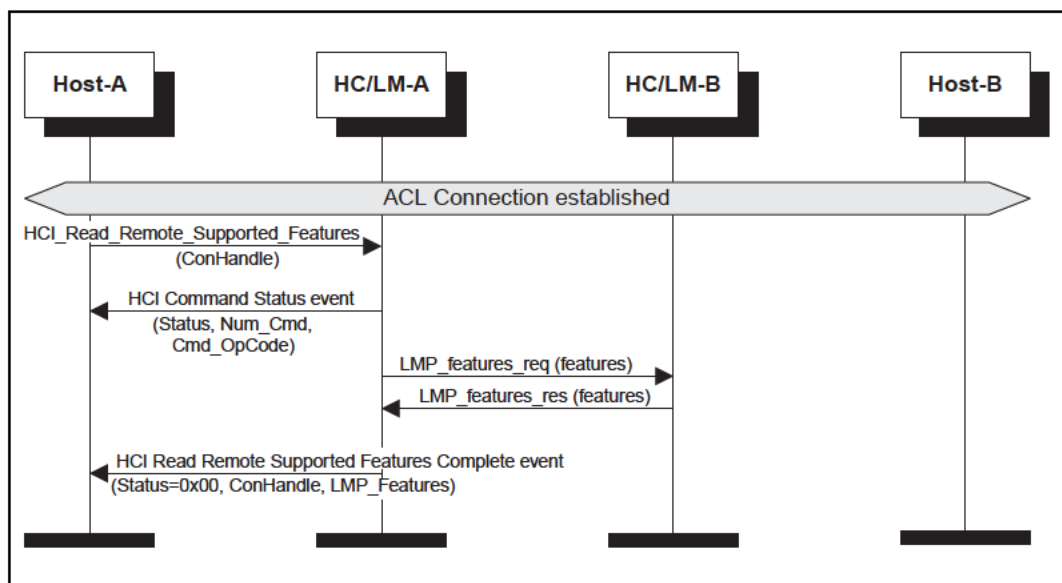 Host-A
HC/LM-A
HC/LM-B
Host-B
ACL Connection established
HCI_Read_Remote_Supported_Features
(ConHandle)
HCI Command Status event
(Status, Num_Cmd,
Cmd_OpCode)
LMP_features_req (features)
LMP_features_res (features)
HCI Read Remote Supported Features Complete event
(Status=0x00, ConHandle, LMP_Features)